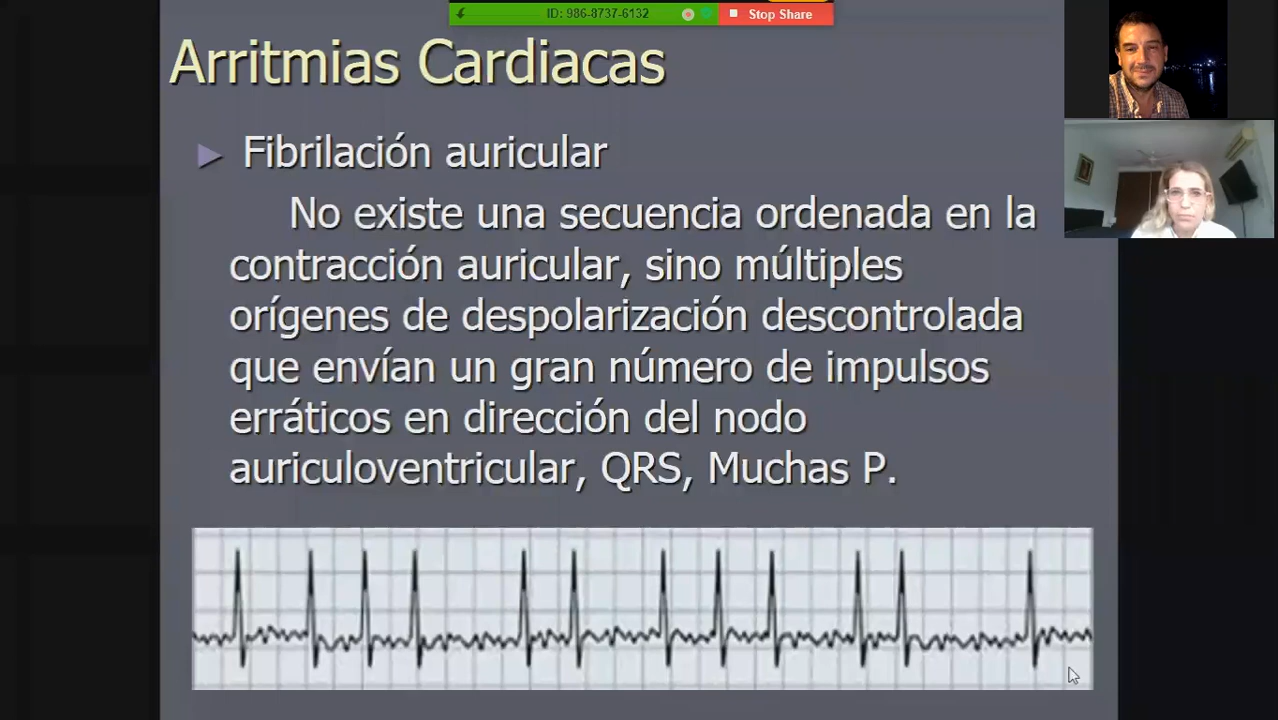 ID: 986-8737-6132
Stop Share
Arritmias Cardiacas
Fibrilación auricular
No existe una secuencia ordenada en la
contracción auricular, sino múltiples
orígenes de despolarización descontrolada
que envían un gran número de impulsos
erráticos en dirección del nodo
auriculoventricular, QRS, Muchas P.